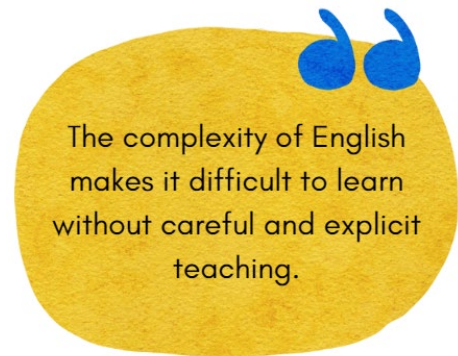 The complexity of English
makes it difficult to learn
without careful and explicit
teaching.